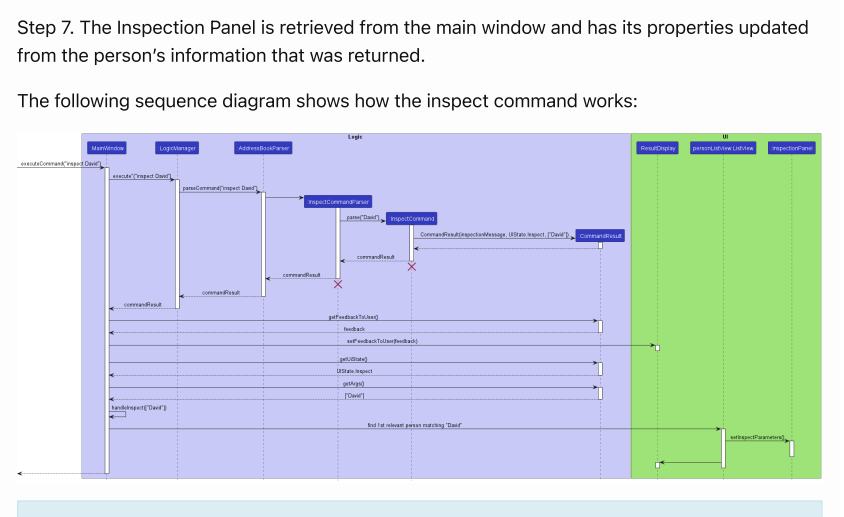 Step 7. The Inspection Panel is retrieved from the main window and has its properties updated
from the person's information that was returned.
The following sequence diagram shows how the inspect command works:
Logic
UI
MainWindow
LogicManager
AddressBookParser
ResultDisplay
personListView:ListView
InspectionPanel
executeCommand("inspect David")
execute"("inspect David")
parseCommand("inspect David")
InspectCommandParser
parse("David")
InspectCommand
CommandResult(inspectionMessage, UiState.Inspect, ["David"])
CommandResult
commandResult
commandResult
commandResult
commandResult
getFeedbackToUser()
feedback
setFeedbackToUser(feedback)
getUiState()
UiState.Inspect
getArgs()
["David"]
handleInspect(["David"])
find 1st relevant person matching "David"
setInspectParameters()